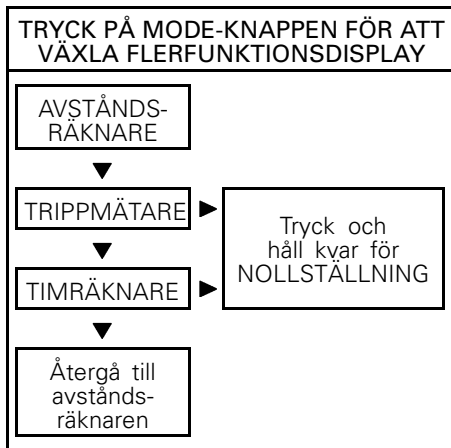 TRYCK PÅ MODE-KNAPPEN FÖR ATT
VÄXLA FLERFUNKTIONSDISPLAY
AVSTÅNDS-
RÄKNARE
TRIPPMÄTARE
TIMRÄKNARE
Tryck och
håll kvar för
NOLLSTÄLLNING
Återgå till
avstånds-
räknaren